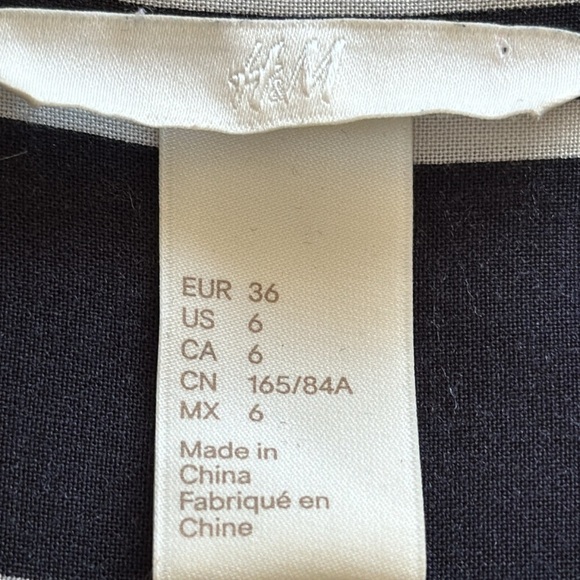 H&M
EUR 36
US 6
CA 6
CN 165/84A
MX 6
Made in
China
Fabriqué en
Chine